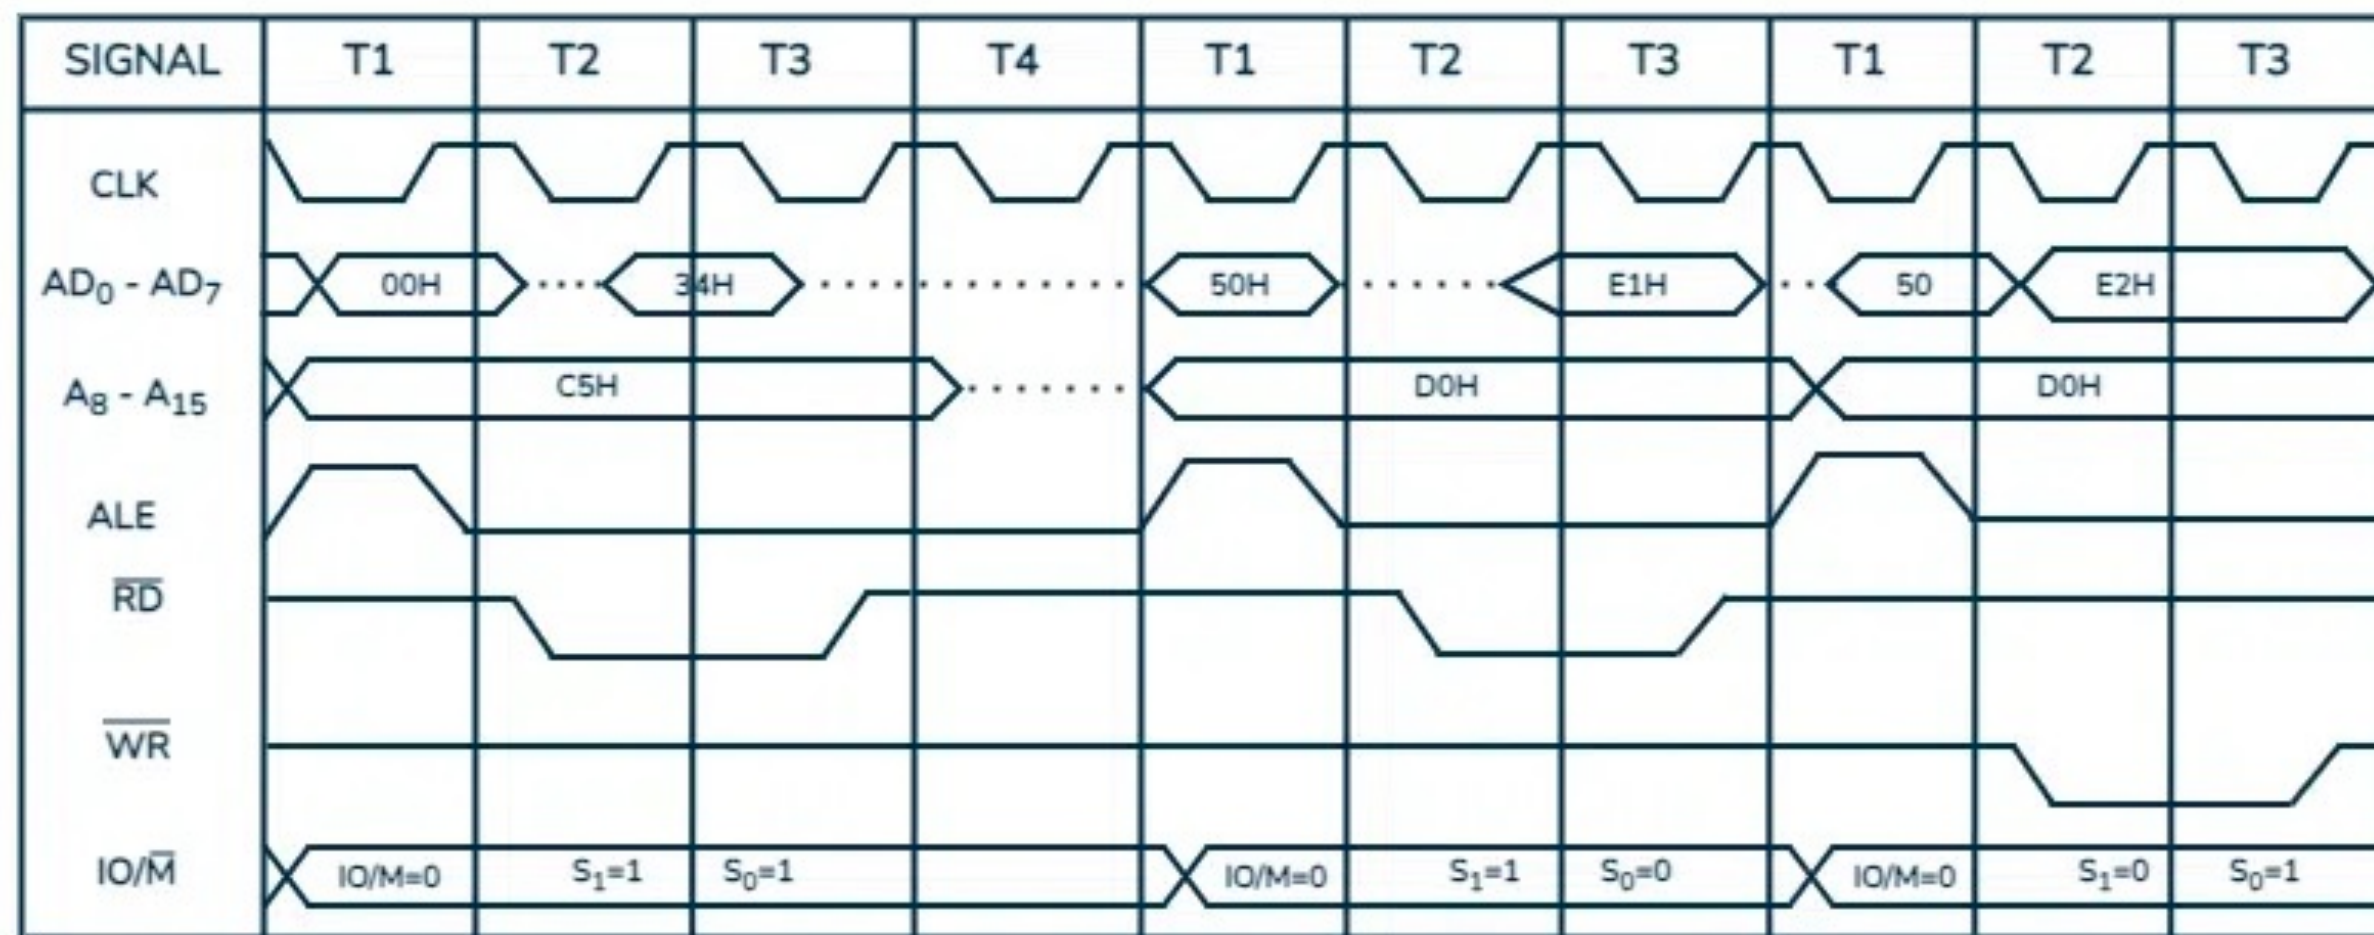 SIGNAL T1 T2 T3 T4 T1 T2 T3 T1 T2 T3
CLK
AD₀ - AD₇ 00H 34H 50H E1H 50 E2H
A₈ - A₁₅ C5H D0H D0H
ALE
R̅D̅
W̅R̅
IO/M̅ IO/M=0 S₁=1 S₀=1 IO/M=0 S₁=1 S₀=0 IO/M=0 S₁=0 S₀=1